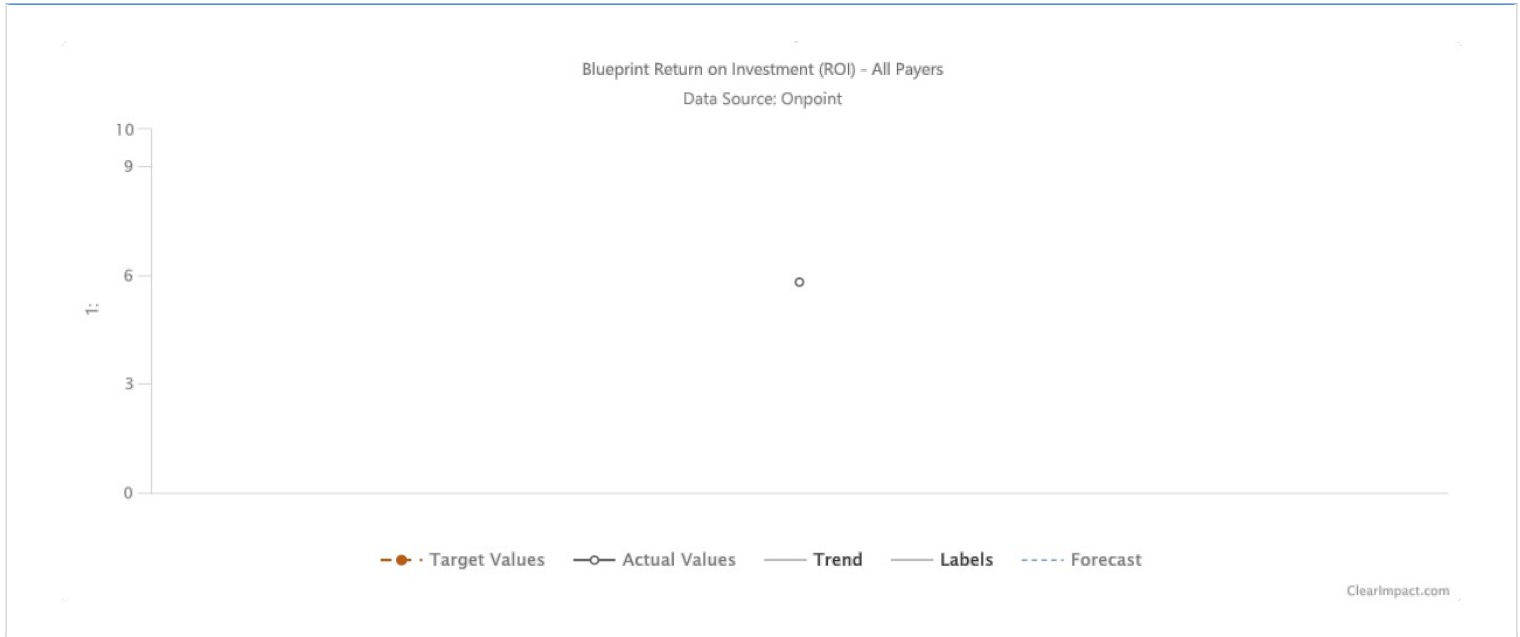 Blueprint Return on Investment (ROI) - All Payers
Data Source: Onpoint
10
9
6
3
0
1:
Target Values Actual Values Trend Labels Forecast
ClearImpact.com